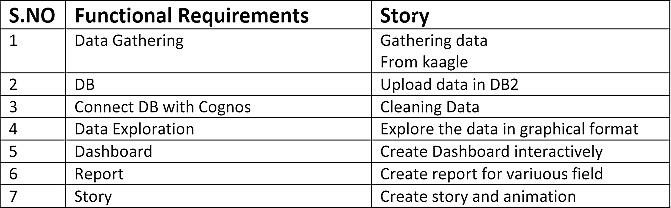 S.NO Functional Requirements Story
1 Data Gathering Gathering data
From kaagle
2 DB Upload data in DB2
3 Connect DB with Cognos Cleaning Data
4 Data Exploration Explore the data in graphical format
5 Dashboard Create Dashboard interactively
6 Report Create report for variuous field
7 Story Create story and animation